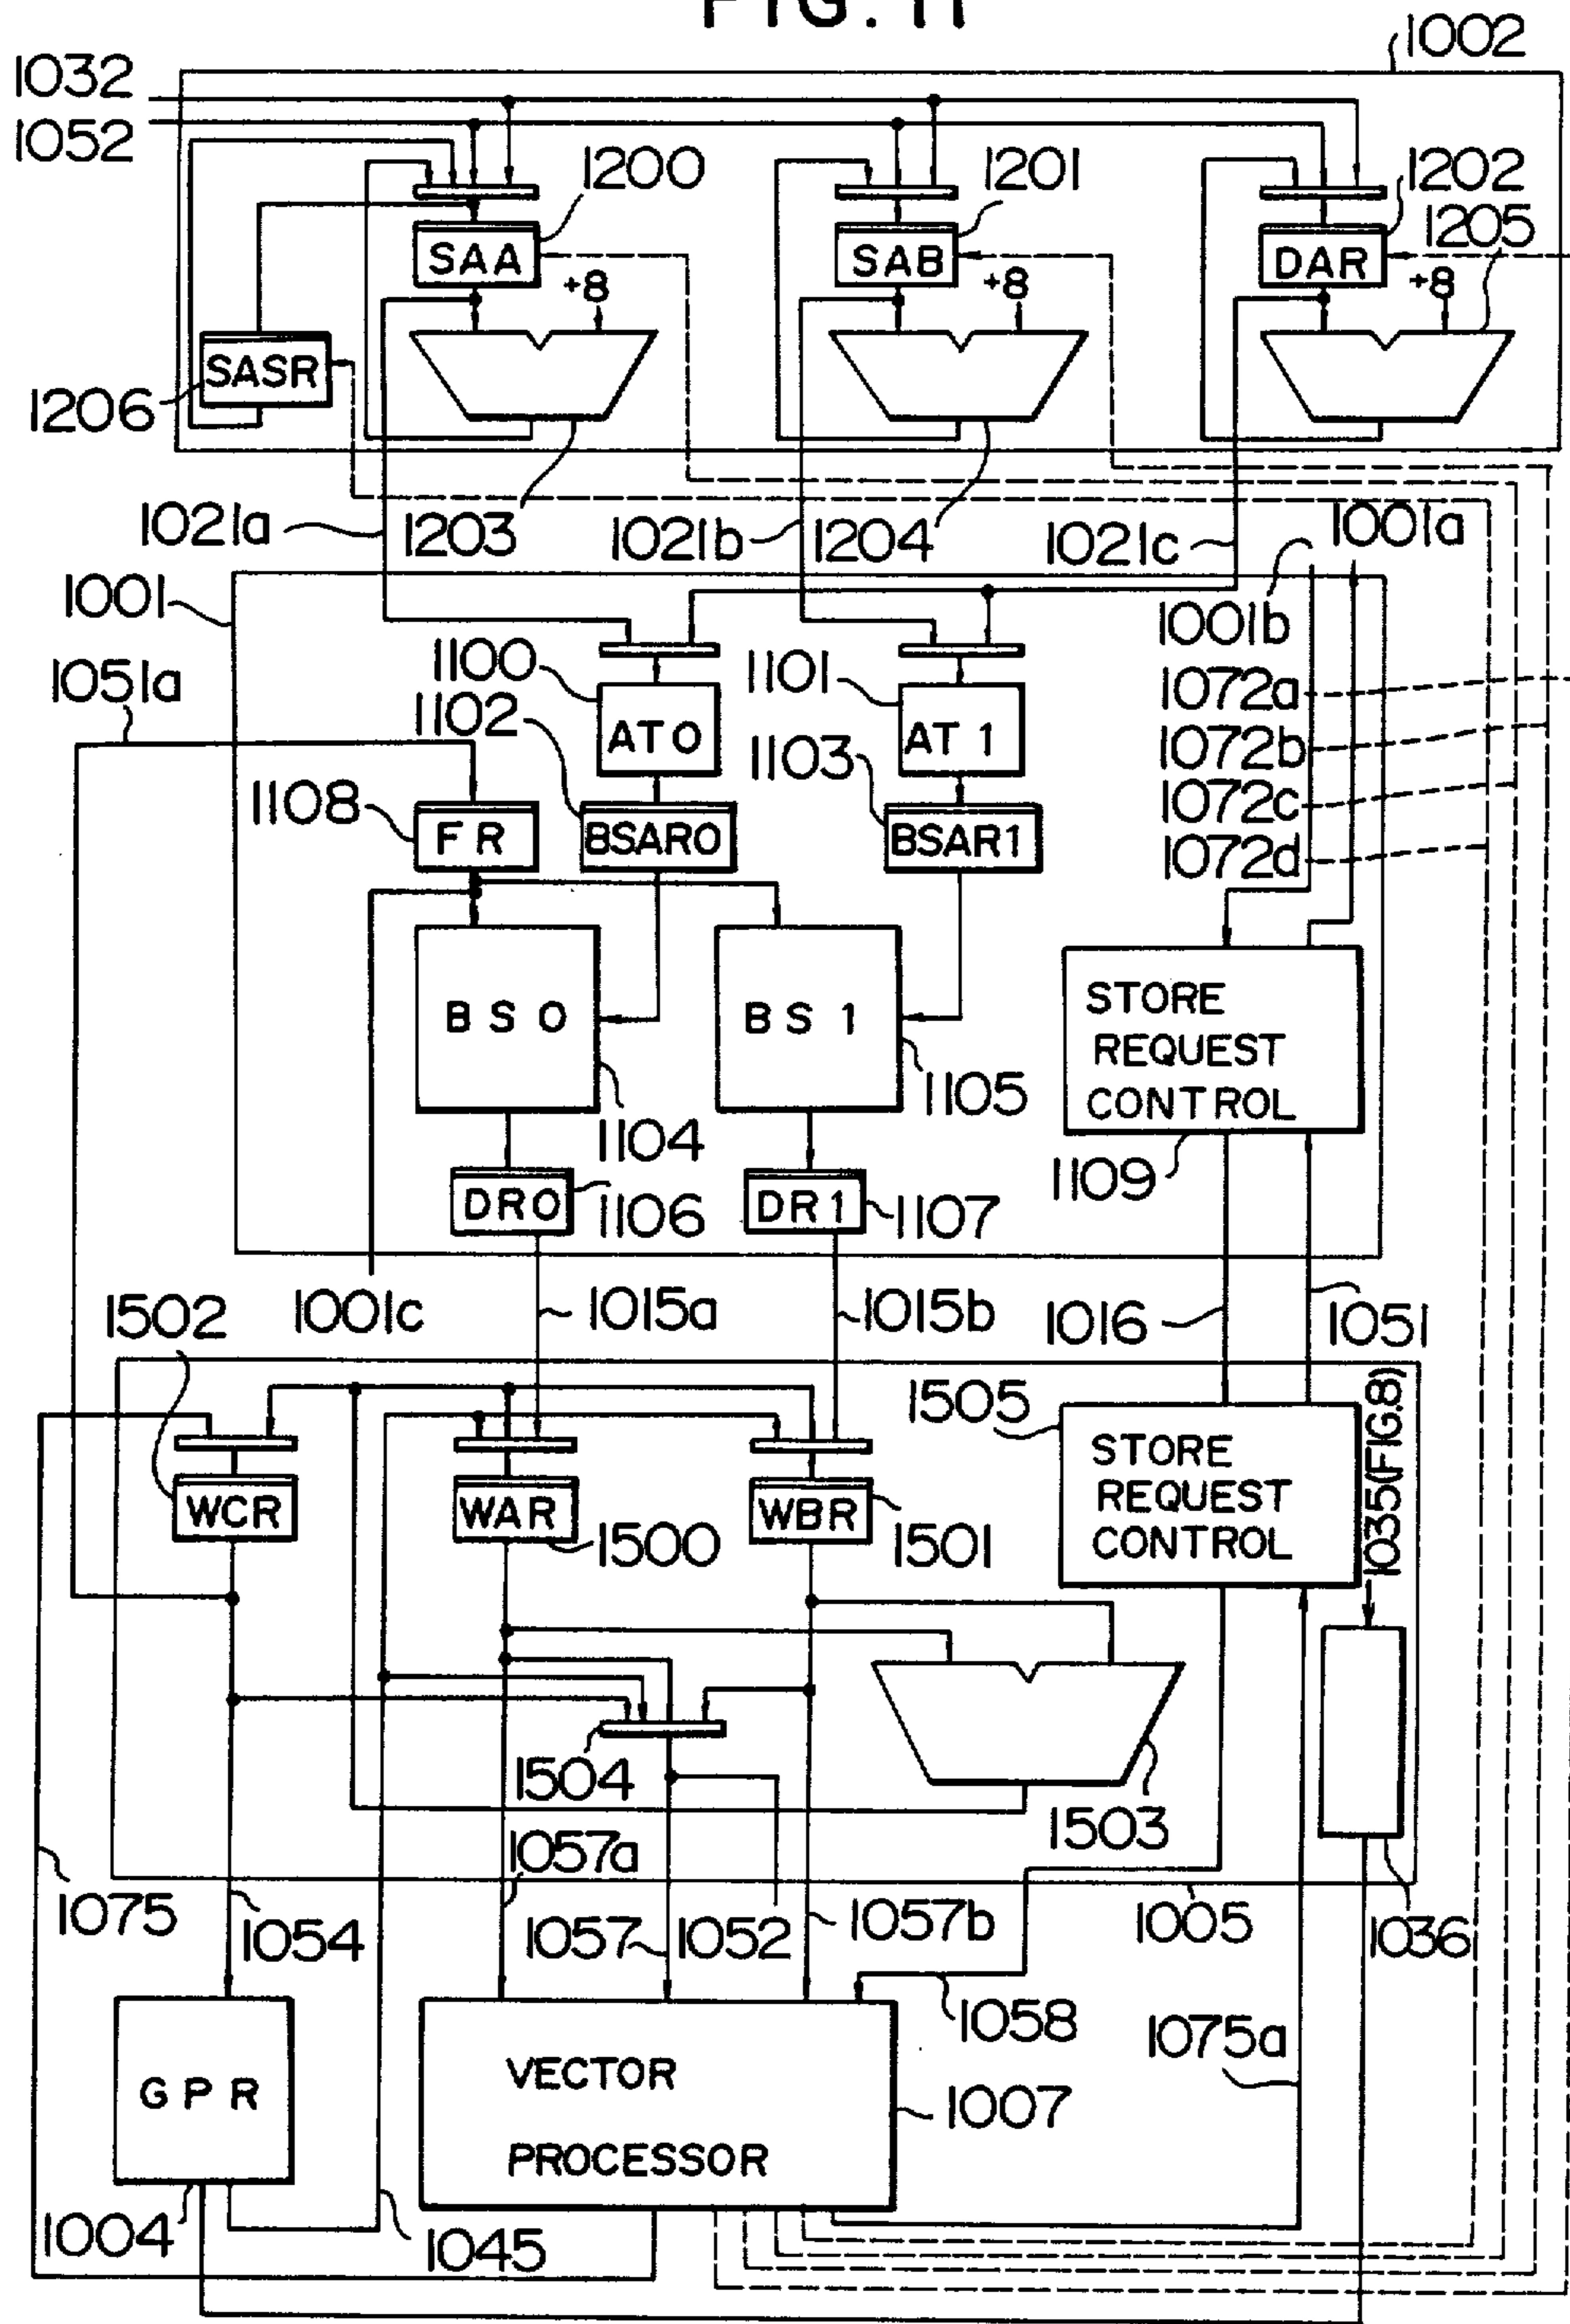 FIG. 11
1002
1032
1052
1200
1201
1202
1205
SAA
SAB
DAR
+8
+8
+8
SASR
1206
1021a
1203
1021b
1204
1021c
1001a
1001
1001b
1051a
1100
1101
1072a
1102
AT0
AT 1
1072b
1103
1108
1072c
FR
BSAR0
BSAR1
1072d
BS0
BS 1
STORE
REQUEST
CONTROL
1105
1104
1109
DR0
1106
DR1
1107
1502
1001c
1015a
1015b
1016
1051
1505
1035(FIG.8)
STORE
REQUEST
CONTROL
WCR
WAR
WBR
1500
1501
1504
1503
1057a
1075
1054
1057
1052
1057b
1005
1036
1058
1075a
GPR
VECTOR
PROCESSOR
1007
1004
1045